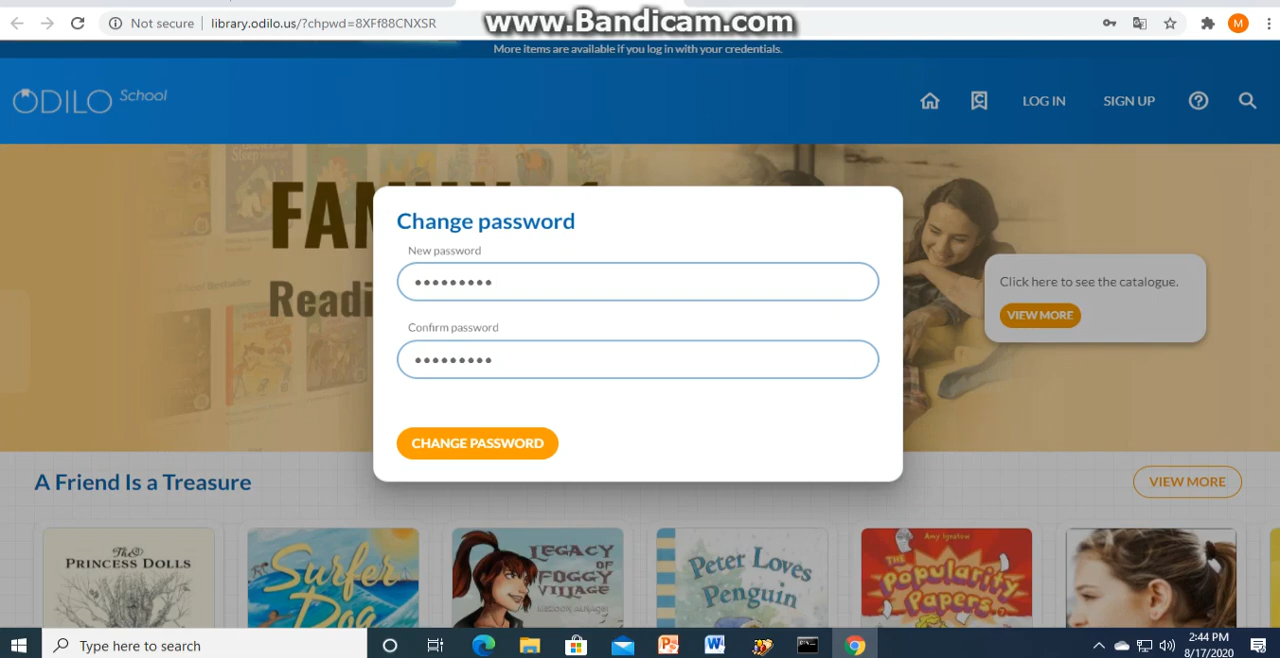 Not secure | library.odilo.us/?chpwd=8XFf88CNXSR
www.Bandicam.com
M
More items are available if you log in with your credentials.
ODILO School
LOG IN
SIGN UP
Change password
New password
•••••••••
Confirm password
•••••••••
CHANGE PASSWORD
Click here to see the catalogue.
VIEW MORE
A Friend Is a Treasure
VIEW MORE
The
PRINCESS DOLLS
Surfer
Dog
LEGACY
OF
FOGGY
VILLAGE
Peter Loves
Penguin
Amy Ignatow
THE
Popularity
Papers
Type here to search
2:44 PM
8/17/2020